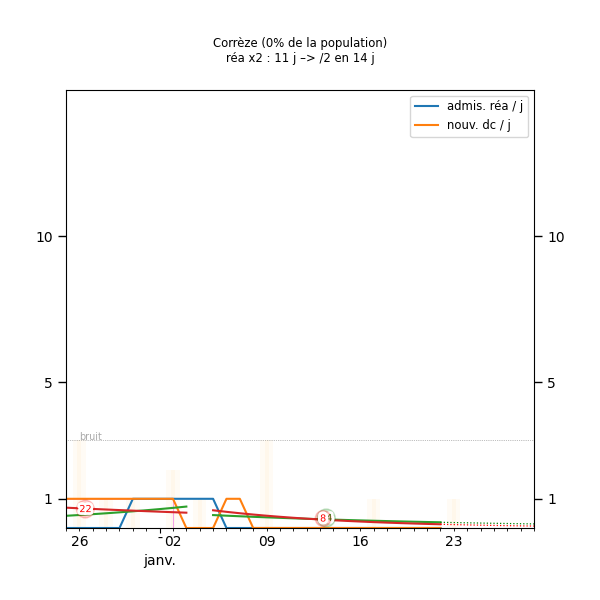 Corrèze (0% de la population)
réa x2 : 11 j –> /2 en 14 j
admis. réa / j
nouv. dc / j
10 10
5 5
bruit
1 1
22
26 02 09 16 23
janv.